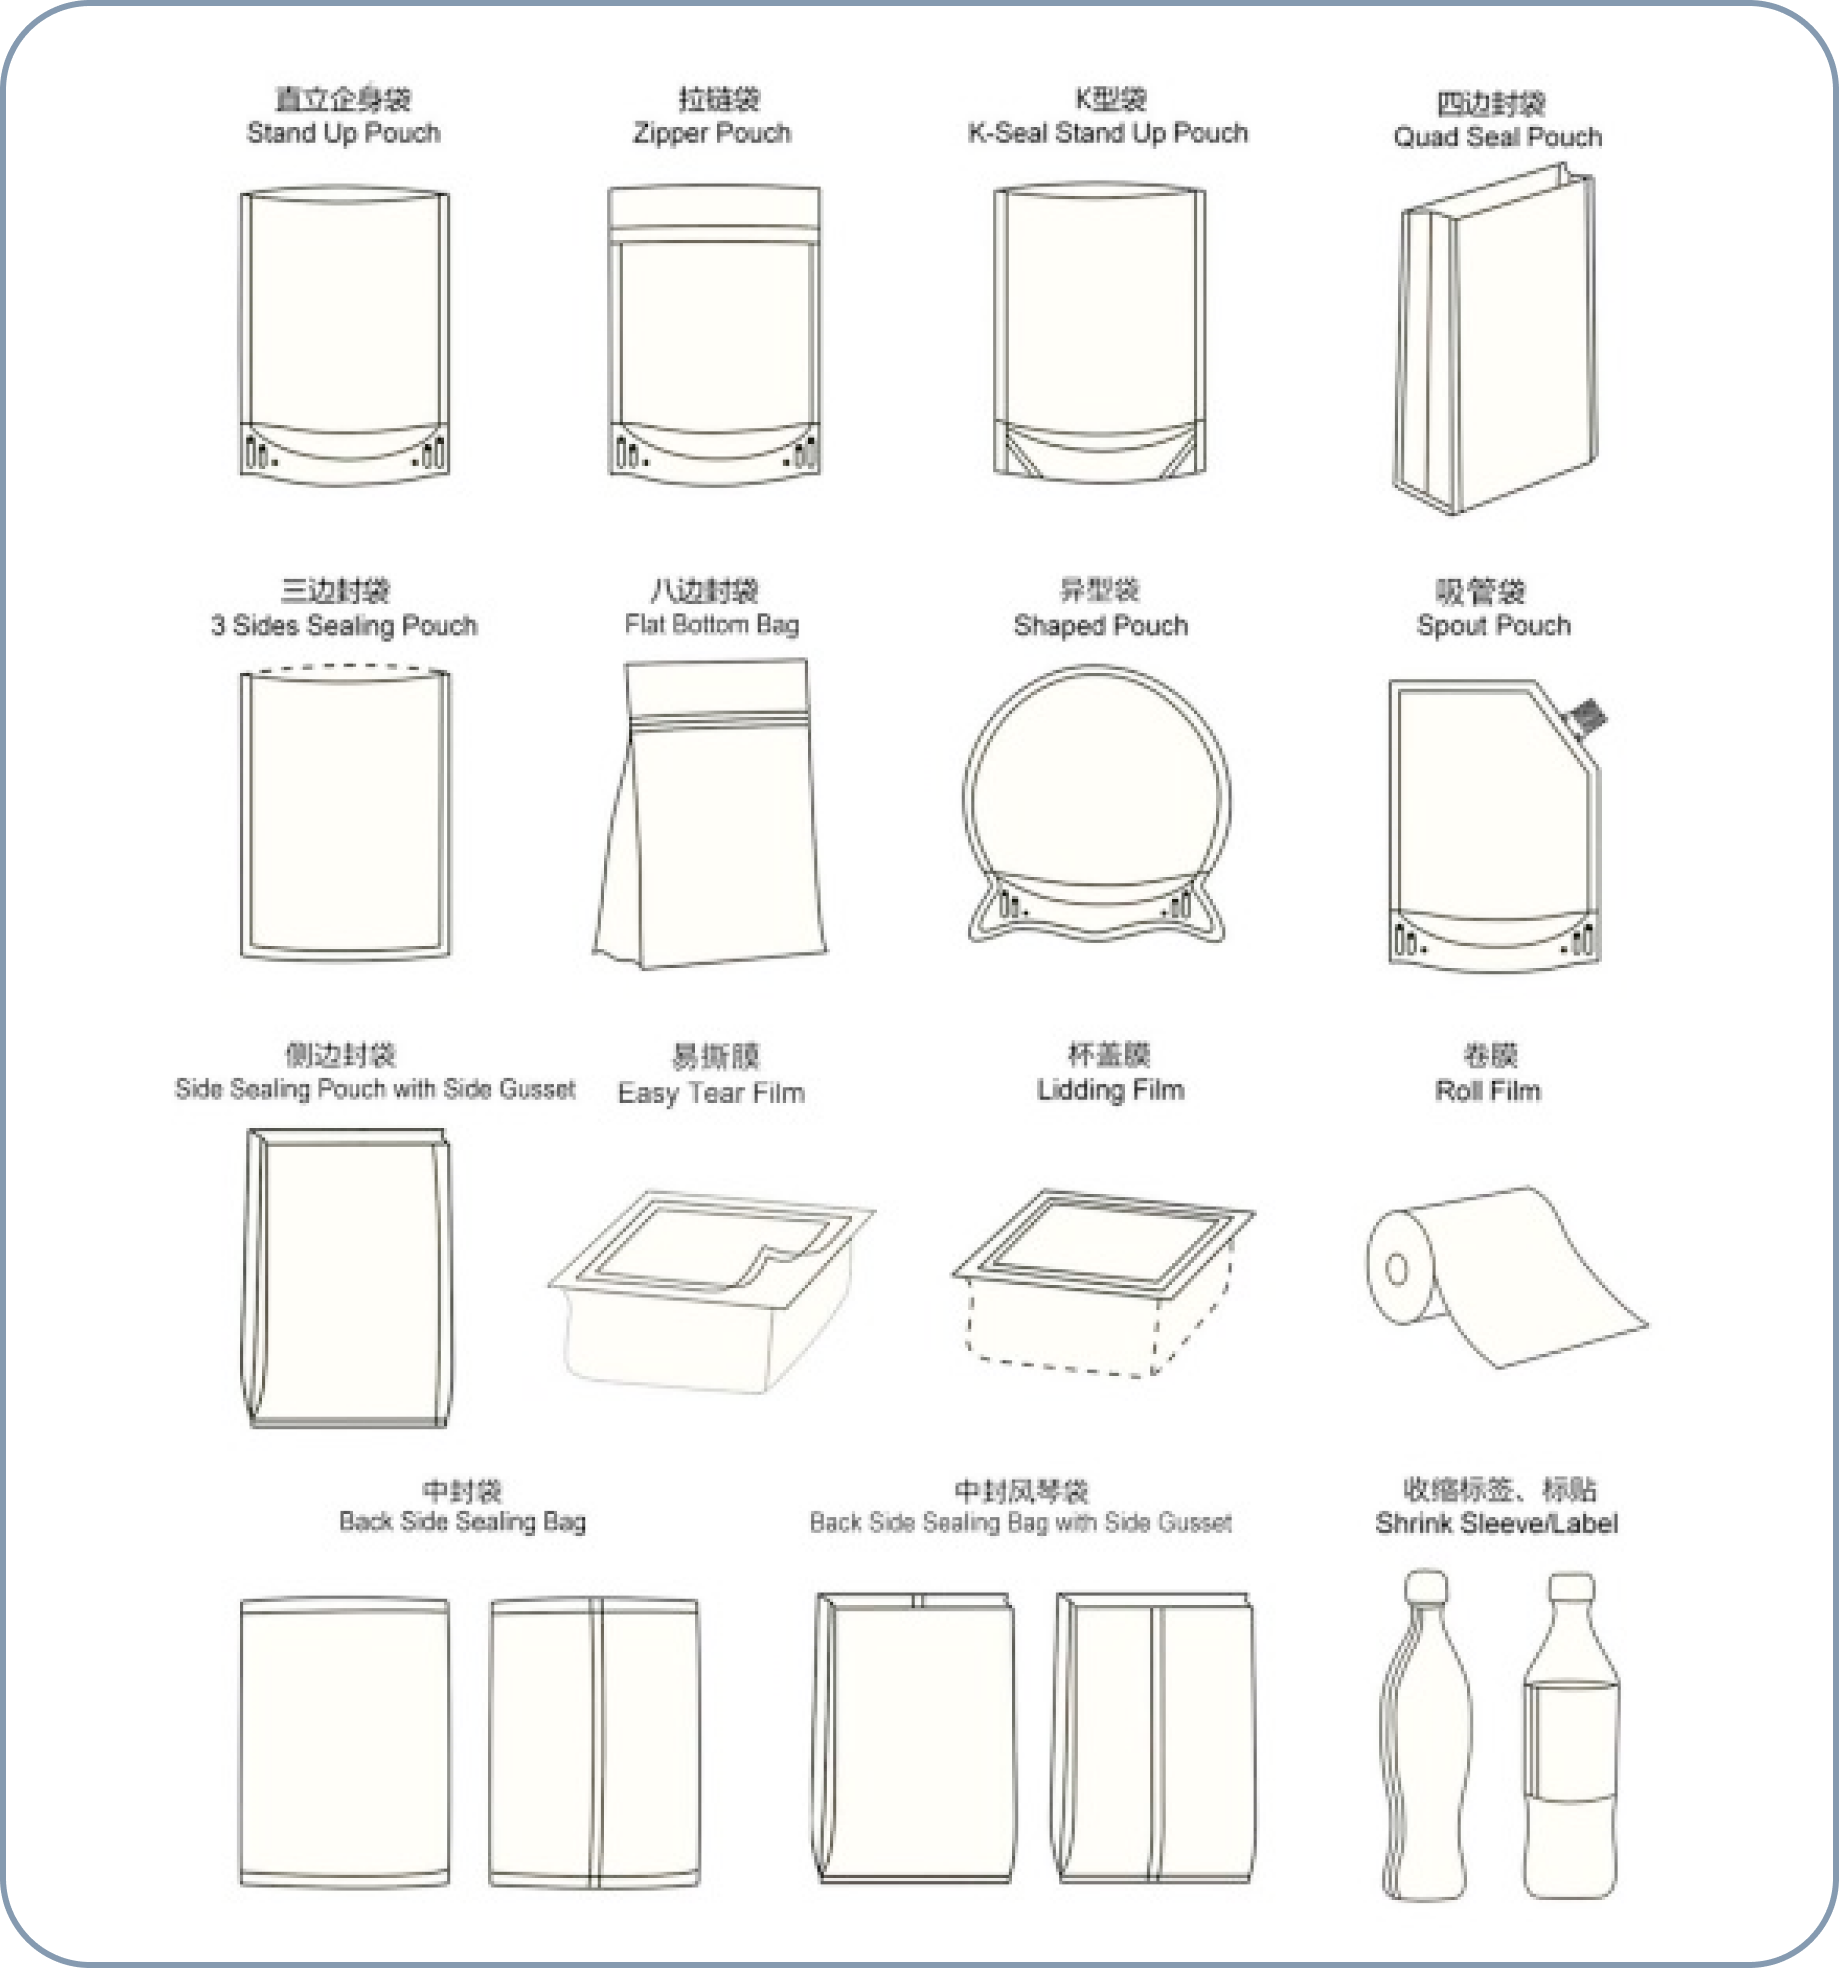 直立企身袋
Stand Up Pouch
拉链袋
Zipper Pouch
K型袋
K-Seal Stand Up Pouch
四边封袋
Quad Seal Pouch
三边封袋
3 Sides Sealing Pouch
八边封袋
Flat Bottom Bag
异型袋
Shaped Pouch
吸管袋
Spout Pouch
侧边封袋
Side Sealing Pouch with Side Gusset
易撕膜
Easy Tear Film
杯盖膜
Lidding Film
卷膜
Roll Film
中封袋
Back Side Sealing Bag
中封风琴袋
Back Side Sealing Bag with Side Gusset
收缩标签、标贴
Shrink Sleeve/Label